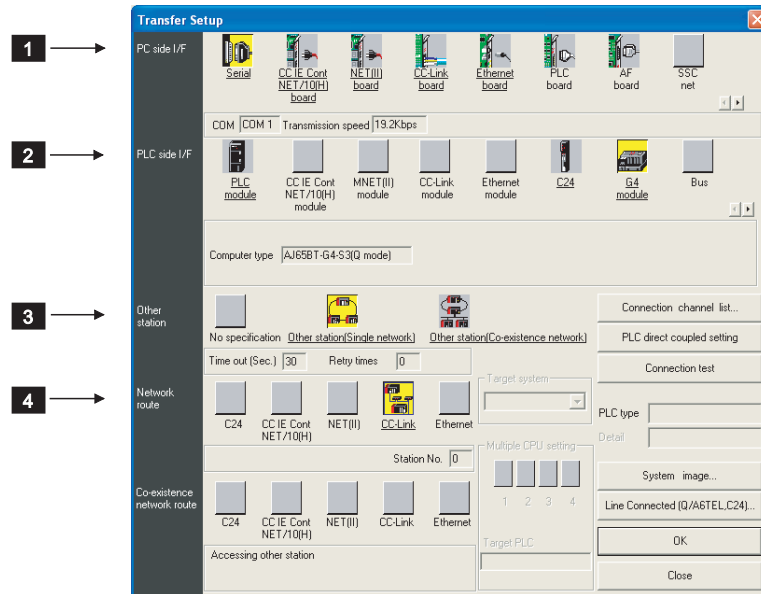 Transfer Setup
1
PC side I/F
Serial
CC IE Cont
NET/10(H)
board
NET(II)
board
CC-Link
board
Ethernet
board
PLC
board
AF
board
SSC
net
COM COM 1 Transmission speed 19.2Kbps
2
PLC side I/F
PLC
module
CC IE Cont
NET/10(H)
module
MNET(II)
module
CC-Link
module
Ethernet
module
C24
G4
module
Bus
Computer type AJ65BT-G4-S3(Q mode)
3
Other
station
No specification
Other station(Single network)
Other station(Co-existence network)
Time out (Sec.) 30 Retry times 0
4
Network
route
C24
CC IE Cont
NET/10(H)
NET(II)
CC-Link
Ethernet
Station No. 0
Co-existence
network route
C24
CC IE Cont
NET/10(H)
NET(II)
CC-Link
Ethernet
Accessing other station
Target system
Multiple CPU setting
1 2 3 4
Target PLC
Connection channel list...
PLC direct coupled setting
Connection test
PLC type
Detail
System image...
Line Connected (Q/A6TEL,C24)...
OK
Close